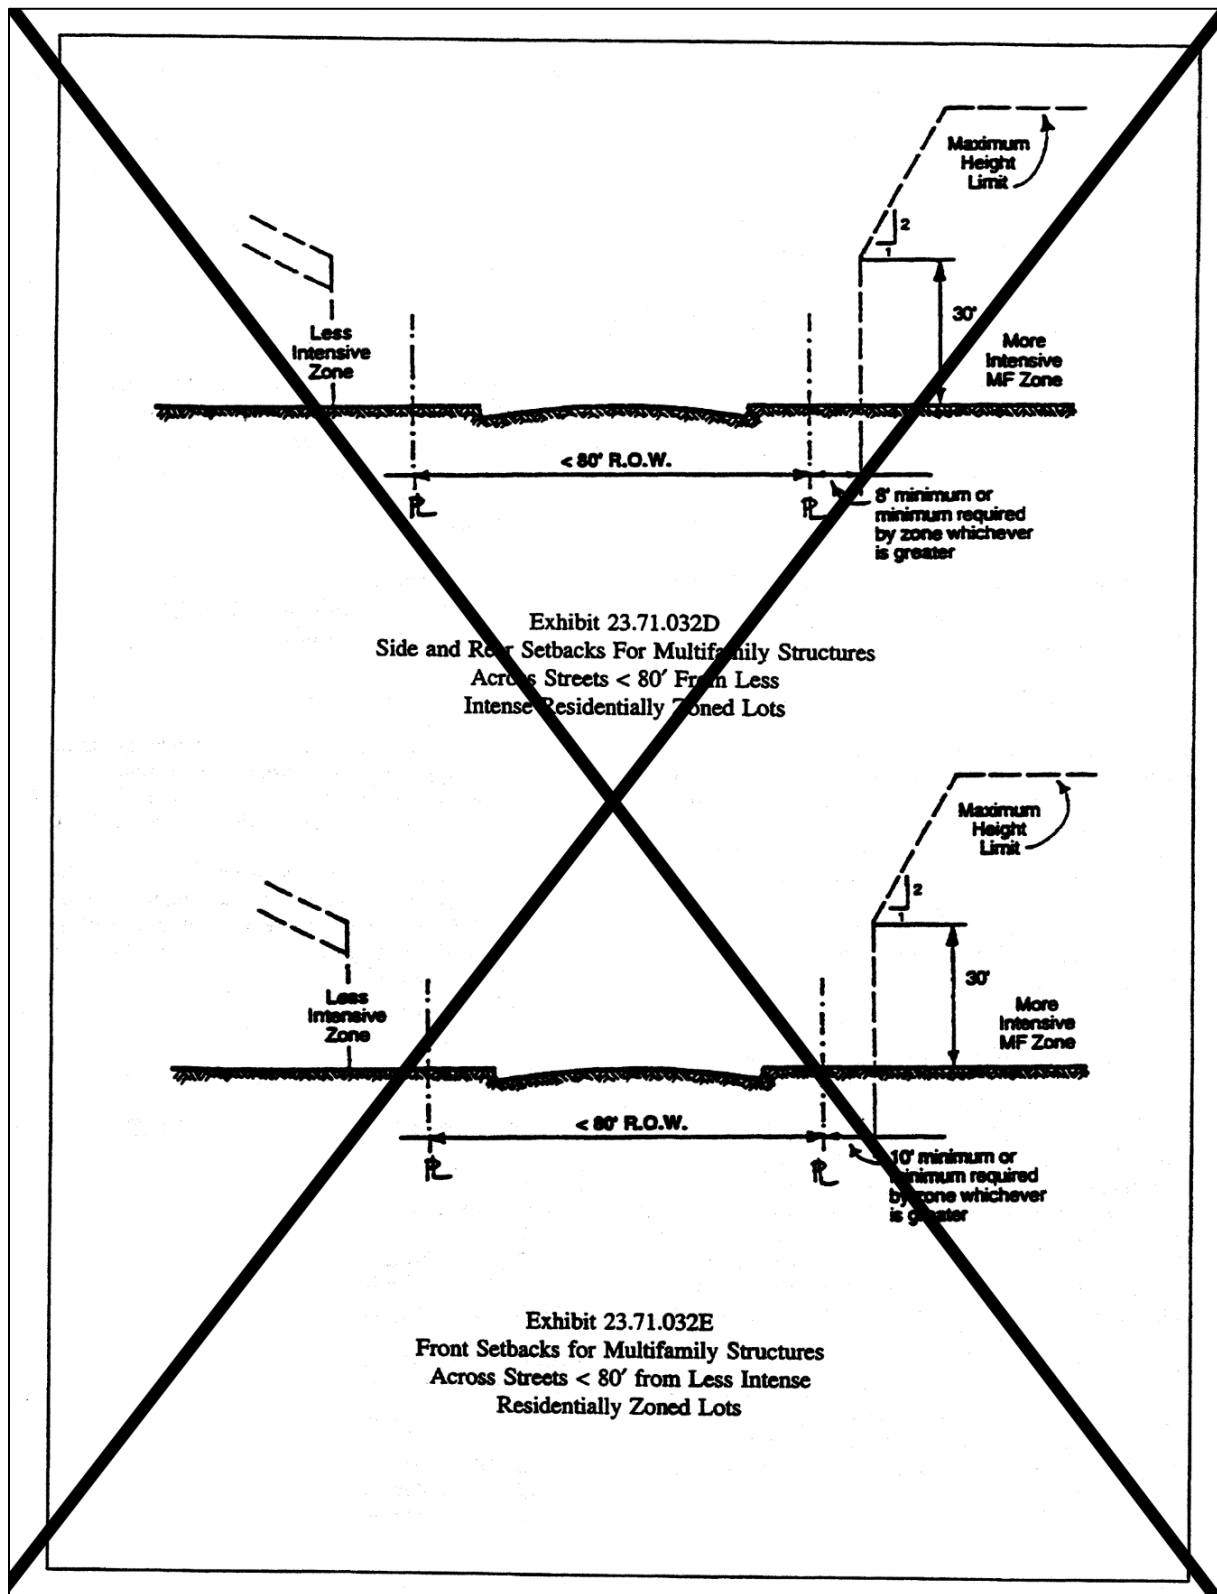 Maximum
Height
Limit
2
1
30'
Less
Intensive
Zone
More
Intensive
MF Zone
< 80' R.O.W.
PL
PL
8' minimum or
minimum required
by zone whichever
is greater
Exhibit 23.71.032D
Side and Rear Setbacks For Multifamily Structures
Across Streets < 80' From Less
Intense Residentially Zoned Lots
Maximum
Height
Limit
2
1
30'
Less
Intensive
Zone
More
Intensive
MF Zone
< 80' R.O.W.
PL
PL
10' minimum or
minimum required
by zone whichever
is greater
Exhibit 23.71.032E
Front Setbacks for Multifamily Structures
Across Streets < 80' from Less Intense
Residentially Zoned Lots